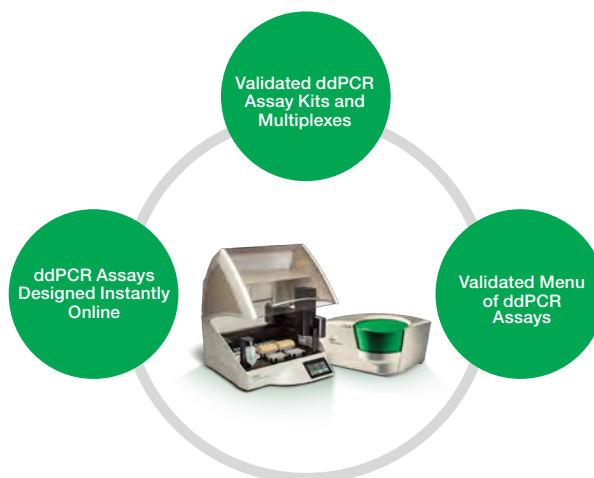 Validated ddPCR
Assay Kits and
Multiplexes
ddPCR Assays
Designed Instantly
Online
Validated Menu
of ddPCR
Assays